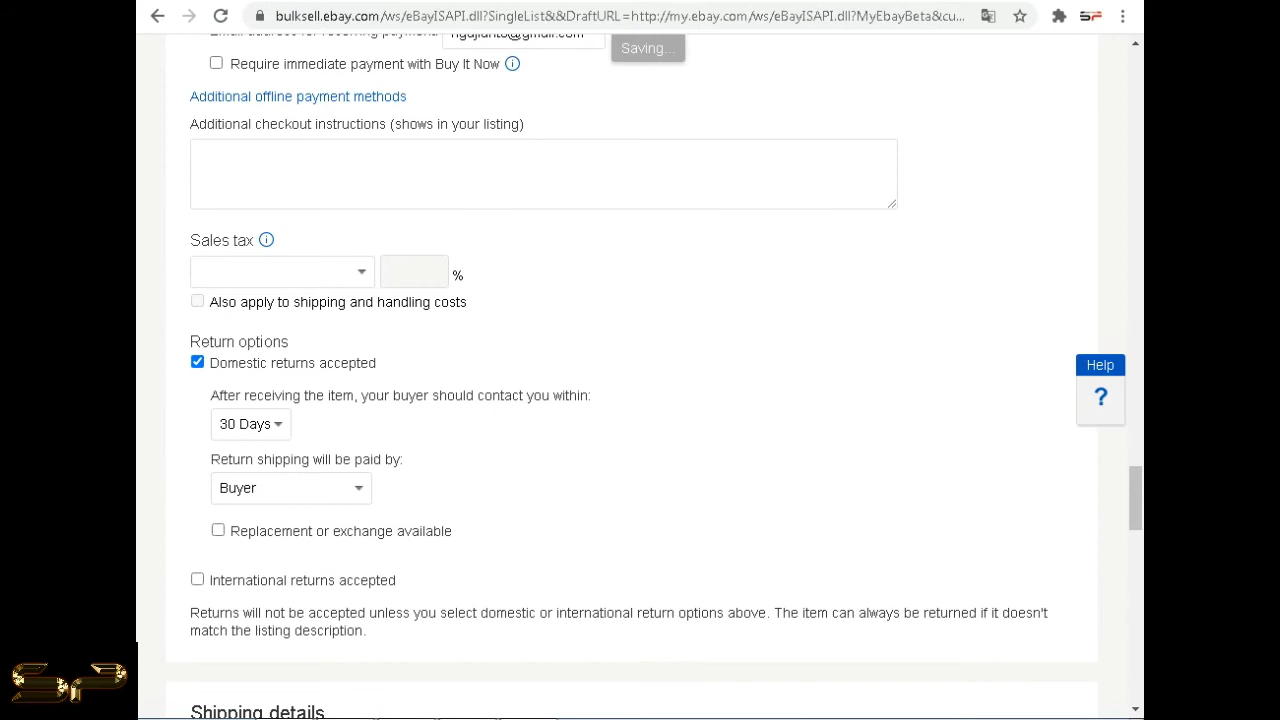 bulksell.ebay.com/ws/eBayISAPI.dll?SingleList&&DraftURL=http://my.ebay.com/ws/eBayISAPI.dll?MyEbayBeta&cu...
Saving...
Require immediate payment with Buy It Now
Additional offline payment methods
Additional checkout instructions (shows in your listing)
Sales tax
%
Also apply to shipping and handling costs
Return options
Domestic returns accepted
Help
?
After receiving the item, your buyer should contact you within:
30 Days
Return shipping will be paid by:
Buyer
Replacement or exchange available
International returns accepted
Returns will not be accepted unless you select domestic or international return options above. The item can always be returned if it doesn't
match the listing description.
Shipping details